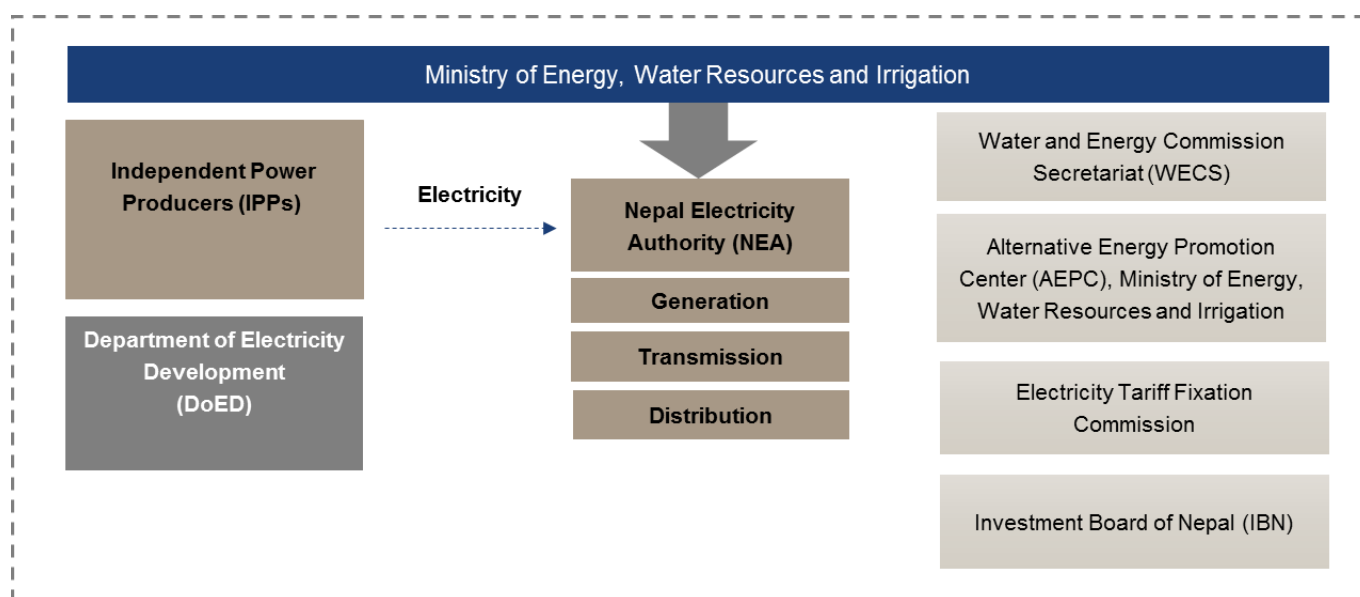 Ministry of Energy, Water Resources and Irrigation
Independent Power
Producers (IPPs)
Department of Electricity
Development
(DoED)
Electricity
Nepal Electricity
Authority (NEA)
Generation
Transmission
Distribution
Water and Energy Commission
Secretariat (WECS)
Alternative Energy Promotion
Center (AEPC), Ministry of Energy,
Water Resources and Irrigation
Electricity Tariff Fixation
Commission
Investment Board of Nepal (IBN)